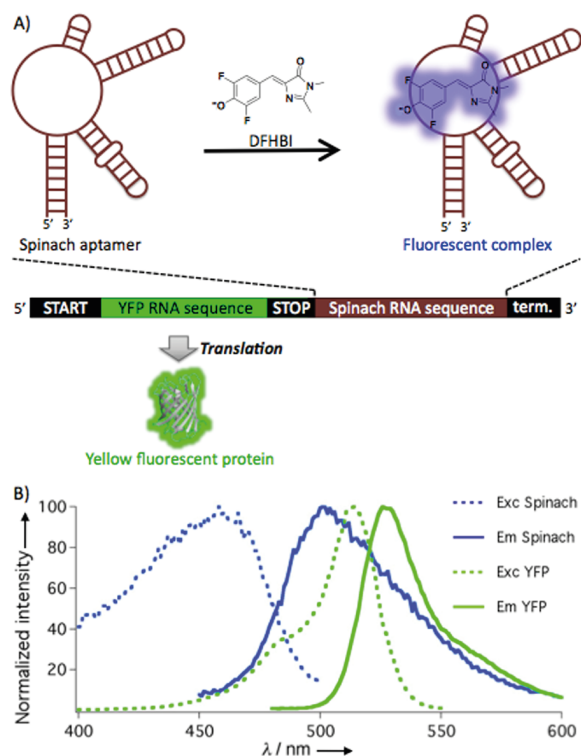 A)
F
O
N
⁻O
N
F
DFHBI
F
O
N
⁻O
N
F
5' 3'
5' 3'
Spinach aptamer
Fluorescent complex
5' START YFP RNA sequence STOP Spinach RNA sequence term. 3'
Translation
Yellow fluorescent protein
B)
100
80
60
40
20
Normalized intensity
Exc Spinach
Em Spinach
Exc YFP
Em YFP
400 450 500 550 600
λ / nm